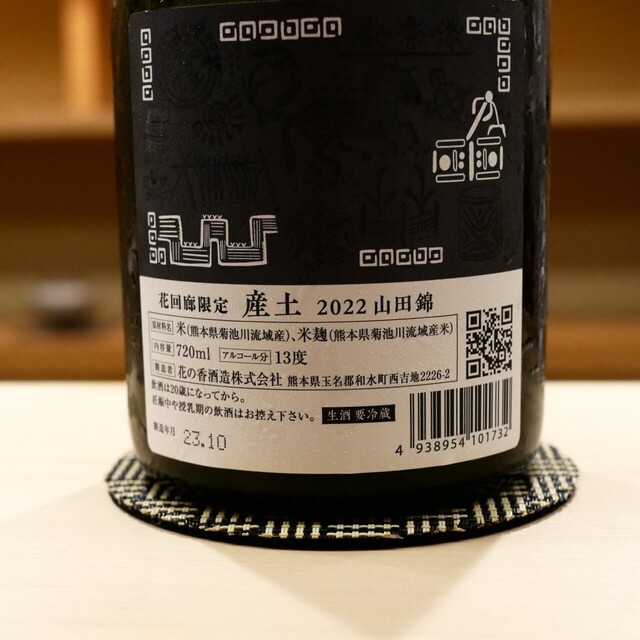 花回廊限定 産土 2022 山田錦
原材料名 米(熊本県菊池川流域産)、米麹(熊本県菊池川流域産米)
内容量 720ml アルコール分 13度
製造者 花の香酒造株式会社 熊本県玉名郡和水町西吉地2226-2
飲酒は20歳になってから。
妊娠中や授乳期の飲酒はお控え下さい。 生酒 要冷蔵
製造年月 23.10
4 938954 101732